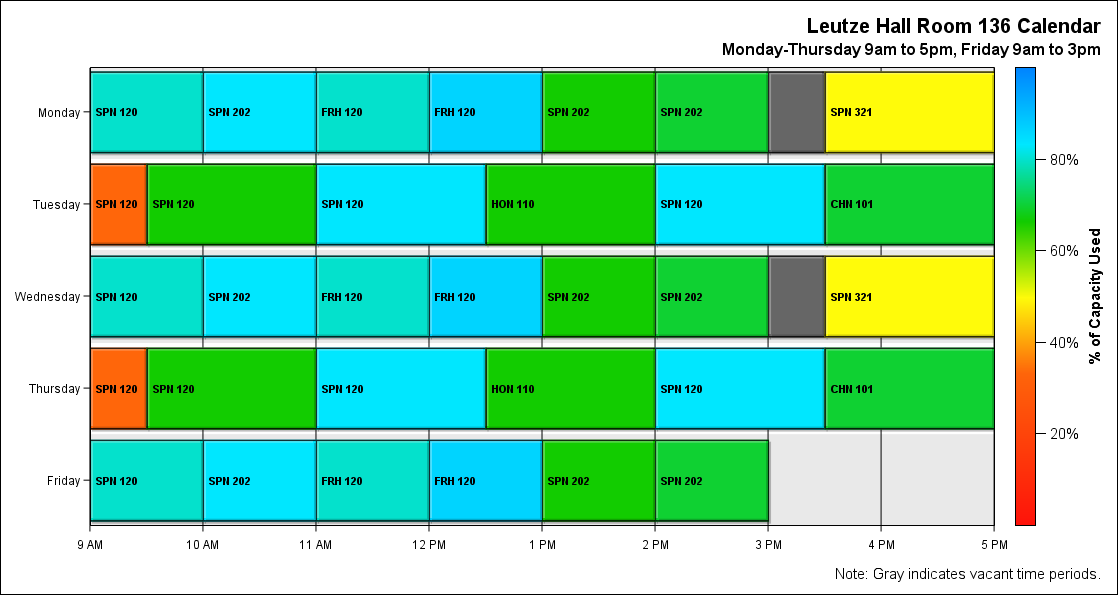 Leutze Hall Room 136 Calendar
Monday-Thursday 9am to 5pm, Friday 9am to 3pm
Monday
SPN 120
SPN 202
FRH 120
FRH 120
SPN 202
SPN 202
SPN 321
Tuesday
SPN 120
SPN 120
SPN 120
HON 110
SPN 120
CHN 101
Wednesday
SPN 120
SPN 202
FRH 120
FRH 120
SPN 202
SPN 202
SPN 321
Thursday
SPN 120
SPN 120
SPN 120
HON 110
SPN 120
CHN 101
Friday
SPN 120
SPN 202
FRH 120
FRH 120
SPN 202
SPN 202
9 AM
10 AM
11 AM
12 PM
1 PM
2 PM
3 PM
4 PM
5 PM
80%
60%
40%
20%
% of Capacity Used
Note: Gray indicates vacant time periods.